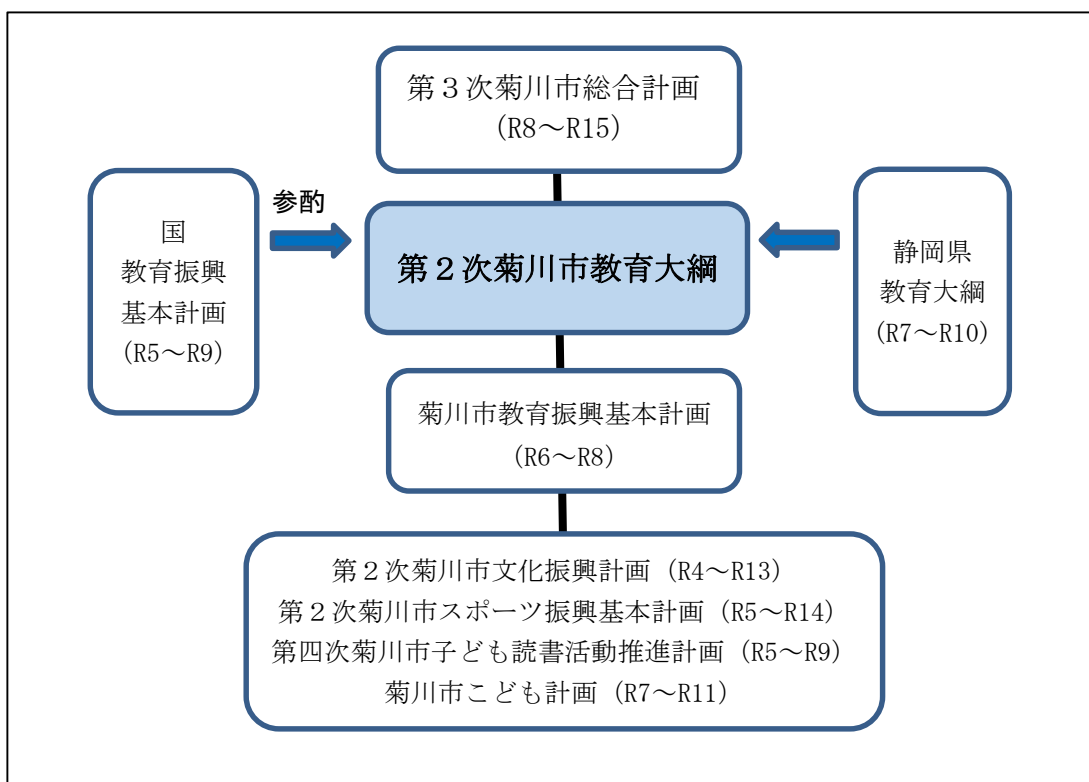 第３次菊川市総合計画
（R8～R15）
参酌
国
教育振興
基本計画
（R5～R9）
第２次菊川市教育大綱
静岡県
教育大綱
（R7～R10）
菊川市教育振興基本計画
（R6～R8）
第２次菊川市文化振興計画（R4～R13）
第２次菊川市スポーツ振興基本計画（R5～R14）
第四次菊川市子ども読書活動推進計画（R5～R9）
菊川市こども計画（R7～R11）